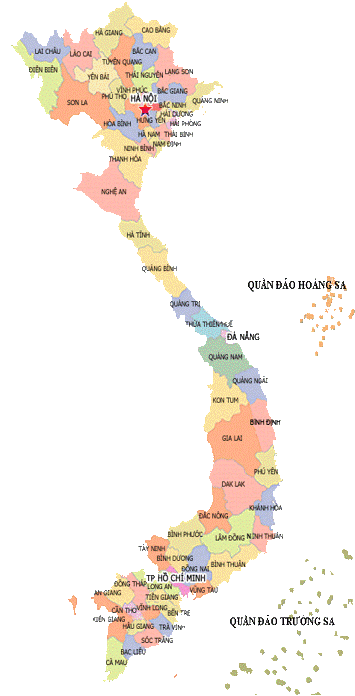 HÀ GIANG
CAO BẰNG
LAI CHÂU
LÀO CAI
BẮC CẠN
TUYÊN QUANG
LẠNG SƠN
ĐIỆN BIÊN
YÊN BÁI
THÁI NGUYÊN
VĨNH PHÚC
BẮC GIANG
PHÚ THỌ
QUẢNG NINH
SƠN LA
HÀ NỘI
BẮC NINH
HẢI DƯƠNG
HÒA BÌNH
HƯNG YÊN
HẢI PHÒNG
HÀ NAM
THÁI BÌNH
NAM ĐỊNH
NINH BÌNH
THANH HÓA
NGHỆ AN
HÀ TĨNH
QUẢNG BÌNH
QUẦN ĐẢO HOÀNG SA
QUẢNG TRỊ
THỪA THIÊN HUẾ
ĐÀ NẴNG
QUẢNG NAM
QUẢNG NGÃI
KON TUM
BÌNH ĐỊNH
GIA LAI
PHÚ YÊN
DAK LAK
KHÁNH HÒA
ĐẮC NÔNG
BÌNH PHƯỚC
LÂM ĐỒNG
NINH THUẬN
TÂY NINH
BÌNH DƯƠNG
BÌNH THUẬN
ĐỒNG NAI
TP HỒ CHÍ MINH
ĐỒNG THÁP
LONG AN
VŨNG TÀU
AN GIANG
TIỀN GIANG
CẦN THƠ
VĨNH LONG
BẾN TRE
KIÊN GIANG
HẬU GIANG
TRÀ VINH
QUẦN ĐẢO TRƯỜNG SA
SÓC TRĂNG
BẠC LIÊU
CÀ MAU